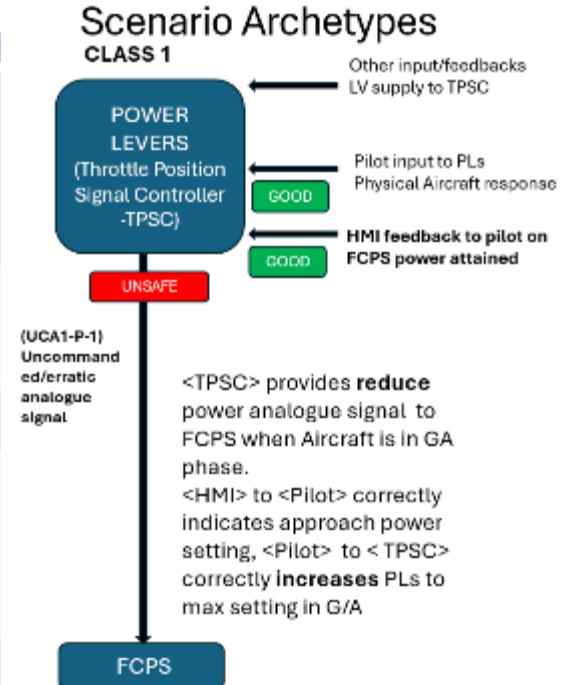 Scenario Archetypes
CLASS 1
Other input/feedbacks
LV supply to TPSC
POWER
LEVERS
(Throttle Position
Signal Controller
-TPSC)
Pilot input to PLs
Physical Aircraft response
GOOD
HMI feedback to pilot on
FCPS power attained
GOOD
UNSAFE
(UCA1-P-1)
Uncommand
ed/erratic
analogue
signal
<TPSC> provides reduce
power analogue signal to
FCPS when Aircraft is in GA
phase.
<HMI> to <Pilot> correctly
indicates approach power
setting, <Pilot> to < TPSC>
correctly increases PLs to
max setting in G/A
FCPS